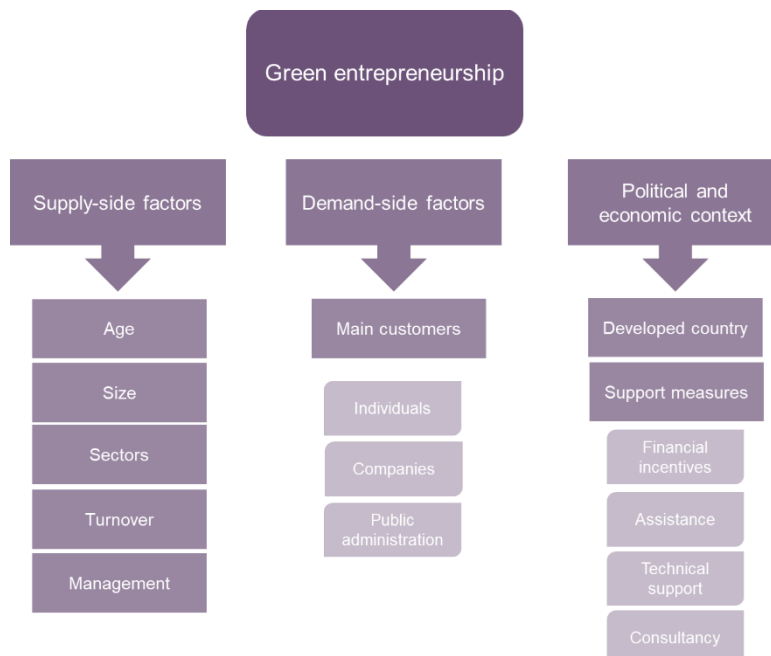 Green entrepreneurship
Supply-side factors
Age
Size
Sectors
Turnover
Management
Demand-side factors
Main customers
Individuals
Companies
Public
administration
Political and
economic context
Developed country
Support measures
Financial
incentives
Assistance
Technical
support
Consultancy